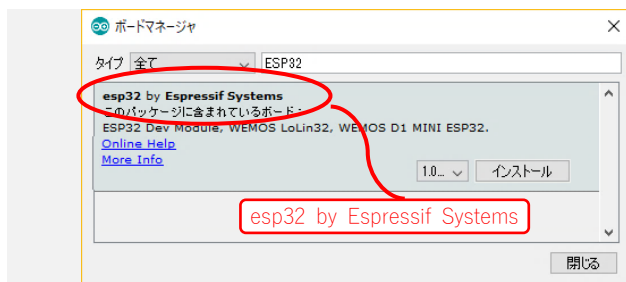 ボードマネージャ
タイプ 全て ESP32
esp32 by Espressif Systems
このパッケージに含まれているボード:
ESP32 Dev Module, WEMOS LoLin32, WEMOS D1 MINI ESP32.
Online Help
More Info
1.0... インストール
esp32 by Espressif Systems
閉じる